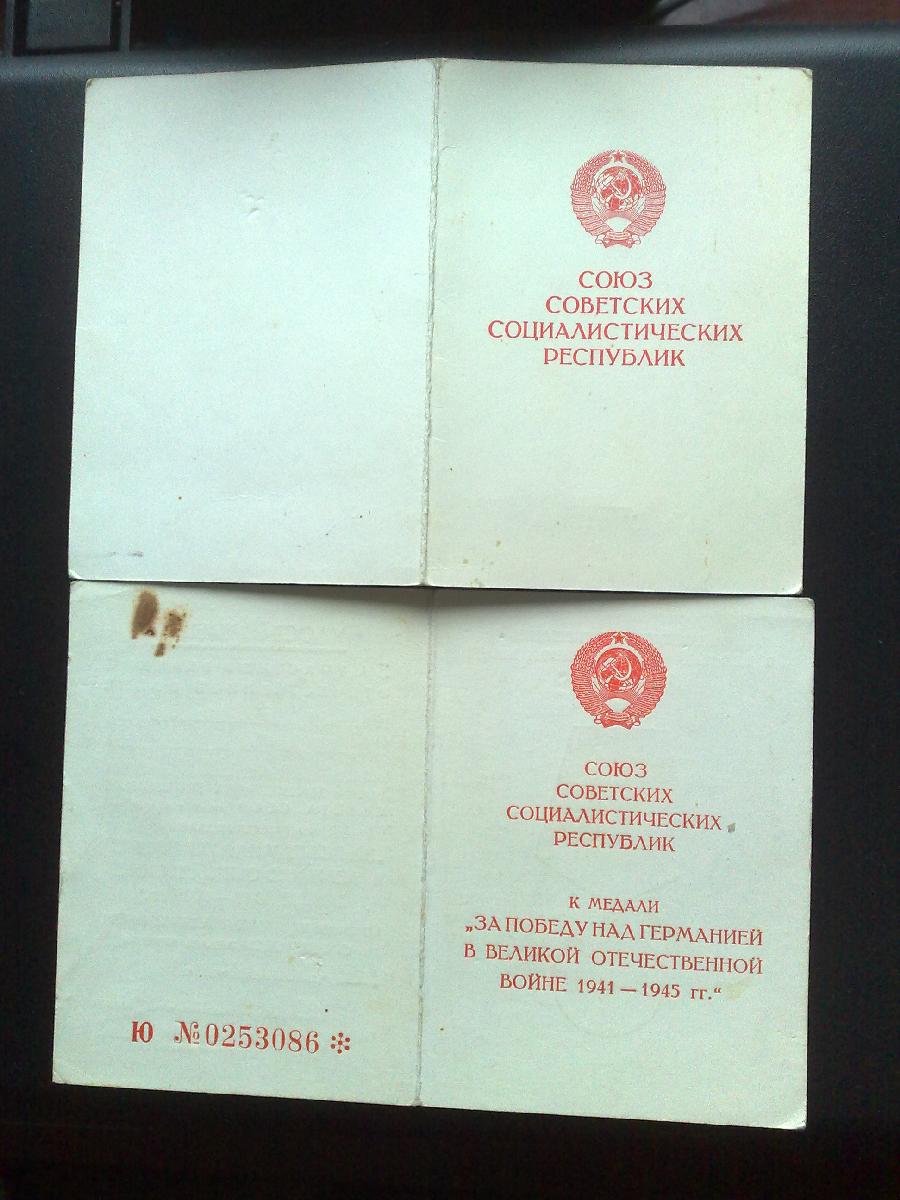 СОЮЗ
СОВЕТСКИХ
СОЦИАЛИСТИЧЕСКИХ
РЕСПУБЛИК
СОЮЗ
СОВЕТСКИХ
СОЦИАЛИСТИЧЕСКИХ
РЕСПУБЛИК
К МЕДАЛИ
„ЗА ПОБЕДУ НАД ГЕРМАНИЕЙ
В ВЕЛИКОЙ ОТЕЧЕСТВЕННОЙ
ВОЙНЕ 1941 — 1945 гг.“
Ю №0253086